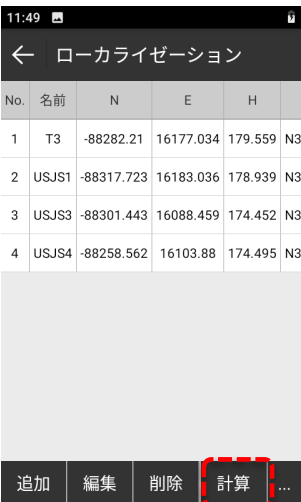 11:49
← ローカライゼーション
No. 名前 N E H
1 T3 -88282.21 16177.034 179.559 N3
2 USJS1 -88317.723 16183.036 178.939 N3
3 USJS3 -88301.443 16088.459 174.452 N3
4 USJS4 -88258.562 16103.88 174.495 N3
追加 編集 削除 計算 ...